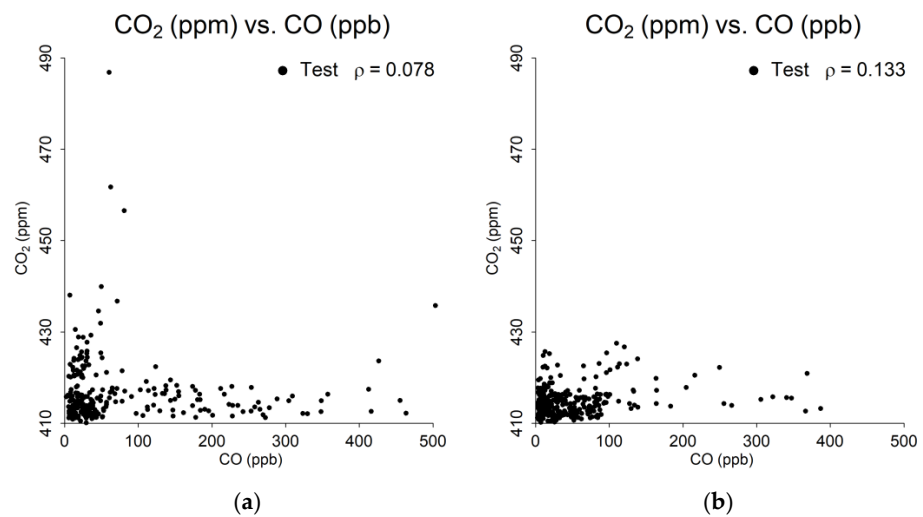 CO₂ (ppm) vs. CO (ppb)
Test ρ = 0.078
490
470
450
430
410
CO₂ (ppm)
0 100 200 300 400 500
CO (ppb)
(a)
CO₂ (ppm) vs. CO (ppb)
Test ρ = 0.133
490
470
450
430
410
CO₂ (ppm)
0 100 200 300 400 500
CO (ppb)
(b)